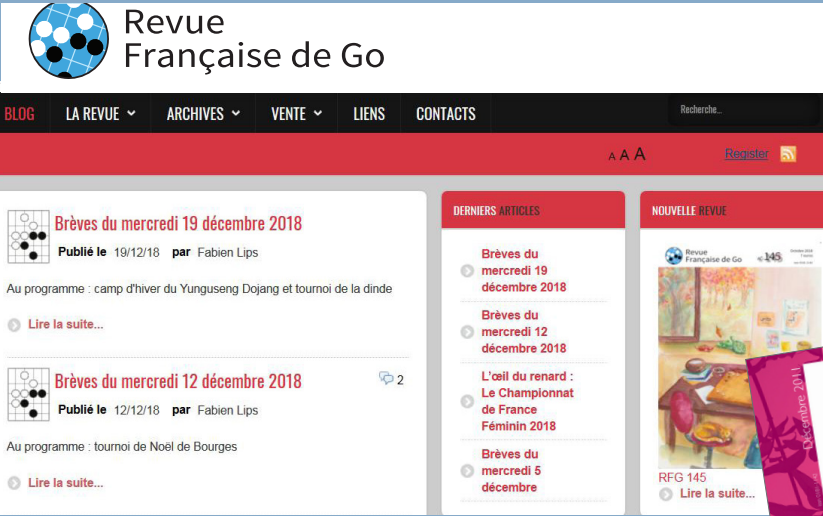 Revue
Française de Go
BLOG LA REVUE ARCHIVES VENTE LIENS CONTACTS Recherche...
A A A Register
Brèves du mercredi 19 décembre 2018
Publié le 19/12/18 par Fabien Lips
Au programme : camp d'hiver du Yunguseng Dojang et tournoi de la dinde
Lire la suite...
Brèves du mercredi 12 décembre 2018
2
Publié le 12/12/18 par Fabien Lips
Au programme : tournoi de Noël de Bourges
Lire la suite...
DERNIERS ARTICLES
Brèves du
mercredi 19
décembre 2018
Brèves du
mercredi 12
décembre 2018
L'œil du renard :
Le Championnat
de France
Féminin 2018
Brèves du
mercredi 5
décembre
NOUVELLE REVUE
Revue
Française de Go
145
Décembre 2011
RFG 145
Lire la suite...